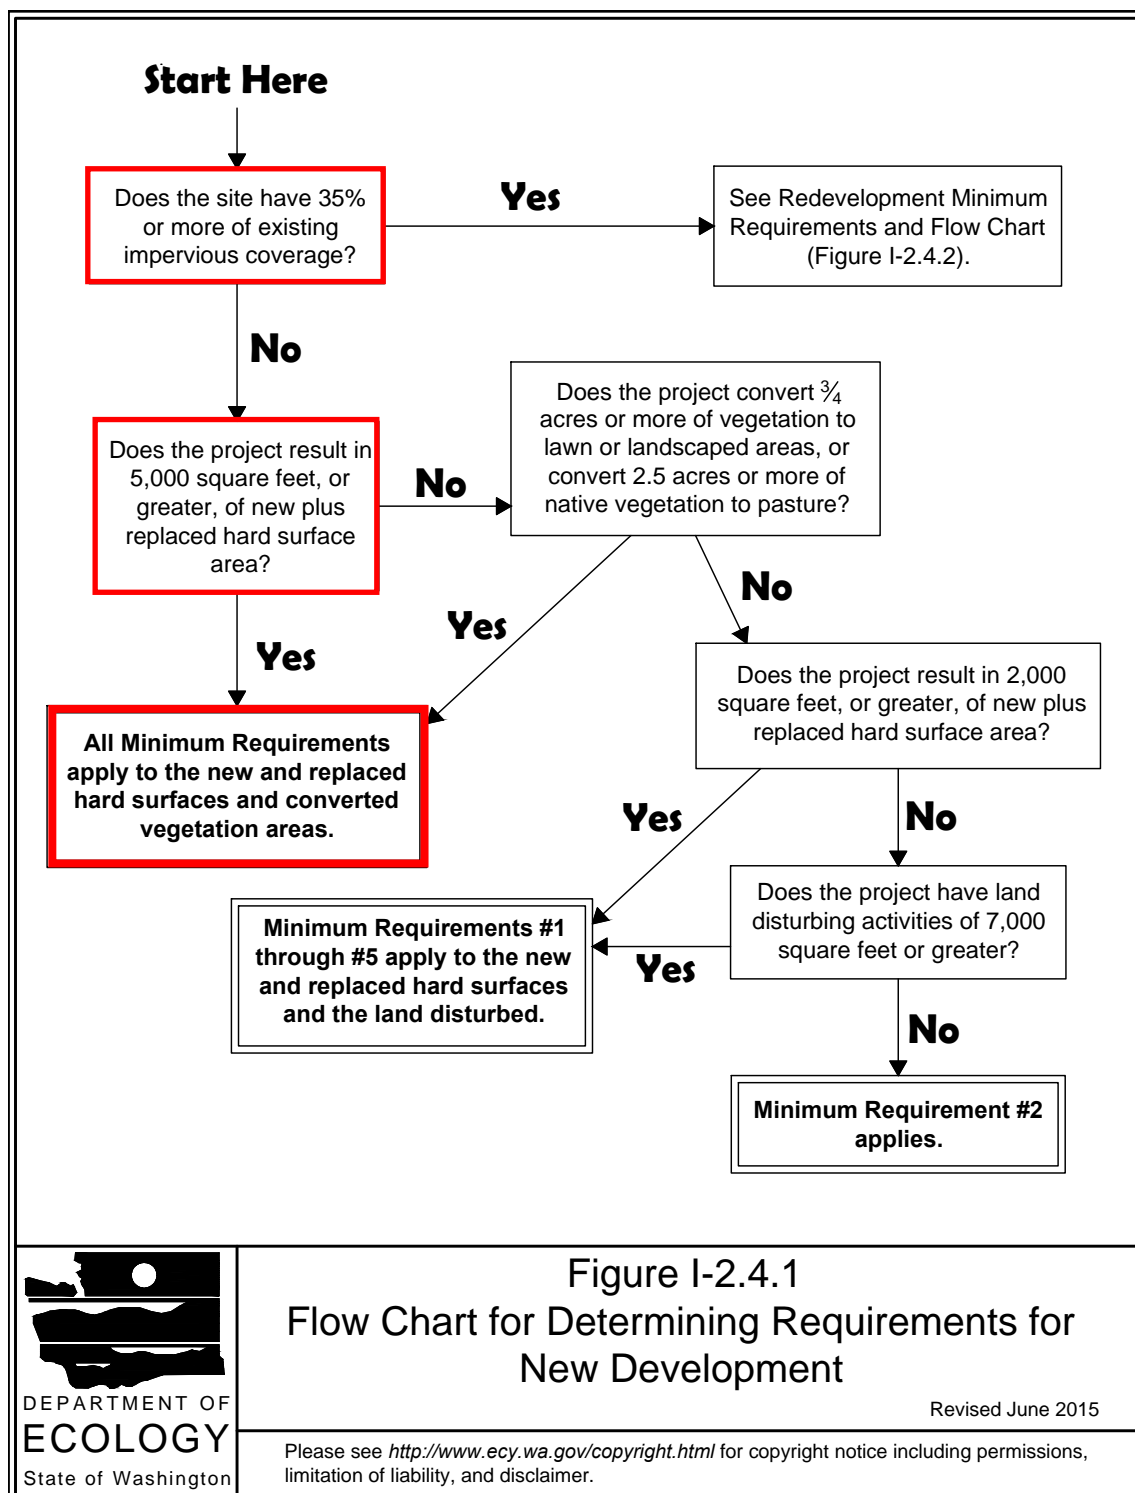 Start Here
Does the site have 35%
or more of existing
impervious coverage?
Yes
See Redevelopment Minimum
Requirements and Flow Chart
(Figure I-2.4.2).
No
Does the project result in
5,000 square feet, or
greater, of new plus
replaced hard surface
area?
No
Does the project convert ¾
acres or more of vegetation to
lawn or landscaped areas, or
convert 2.5 acres or more of
native vegetation to pasture?
Yes
Yes
No
All Minimum Requirements
apply to the new and replaced
hard surfaces and converted
vegetation areas.
Does the project result in 2,000
square feet, or greater, of new plus
replaced hard surface area?
Yes
No
Minimum Requirements #1
through #5 apply to the new
and replaced hard surfaces
and the land disturbed.
Yes
Does the project have land
disturbing activities of 7,000
square feet or greater?
No
Minimum Requirement #2
applies.
DEPARTMENT OF
ECOLOGY
State of Washington
Figure I-2.4.1
Flow Chart for Determining Requirements for
New Development
Revised June 2015
Please see http://www.ecy.wa.gov/copyright.html for copyright notice including permissions,
limitation of liability, and disclaimer.